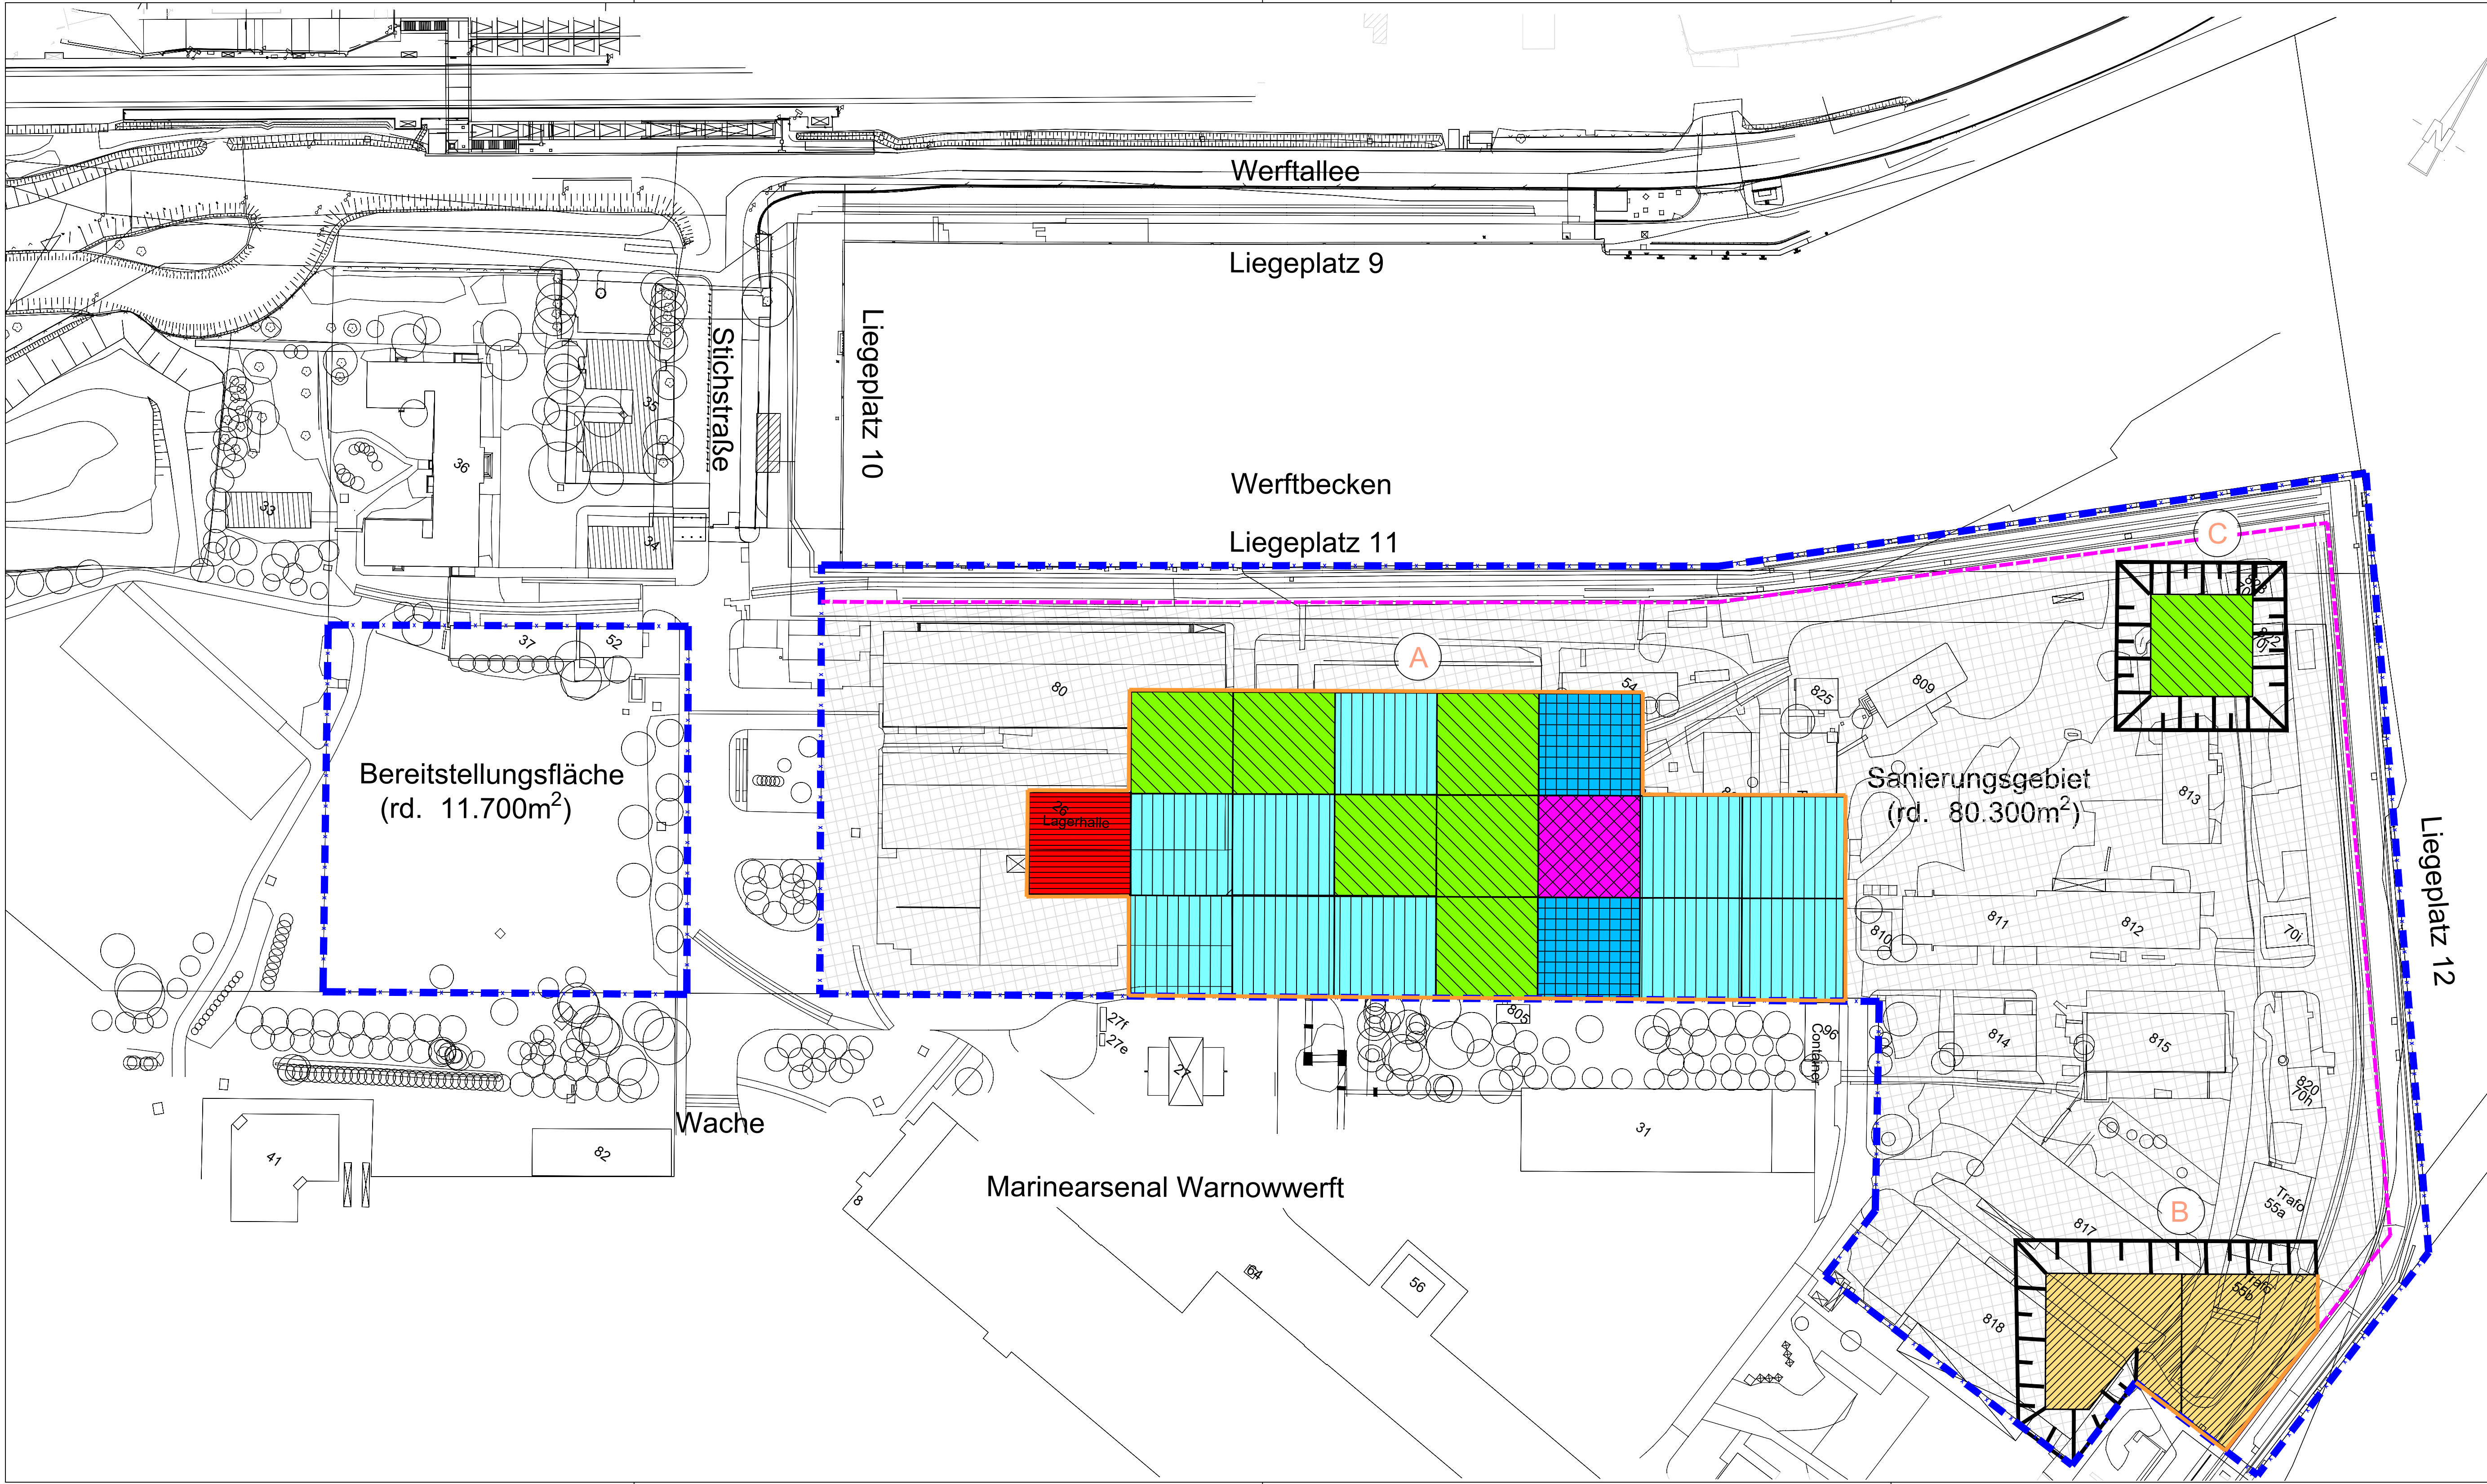 Werftallee
Liegeplatz 9
Liegeplatz 10
Stichstraße
35
36
33
34
Werftbecken
Liegeplatz 11
C
A
B
37
52
80
54
825
809
813
Bereitstellungsfläche
(rd. 11.700m²)
26
Lagerhalle
Sanierungsgebiet
(rd. 80.300m²)
Liegeplatz 12
810
811
812
70i
27f
27e
27
805
96
Container
814
815
820
70h
31
Wache
41
82
8
Marinearsenal Warnowwerft
64
56
817
818
Trafo
55a
Trafo
55b
N